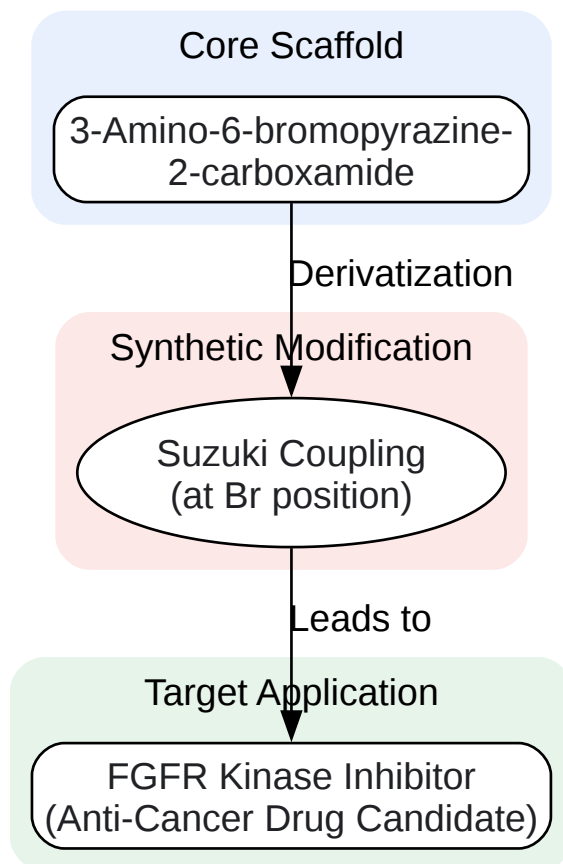 Core Scaffold
3-Amino-6-bromopyrazine-
2-carboxamide
Derivatization
Synthetic Modification
Suzuki Coupling
(at Br position)
Leads to
Target Application
FGFR Kinase Inhibitor
(Anti-Cancer Drug Candidate)